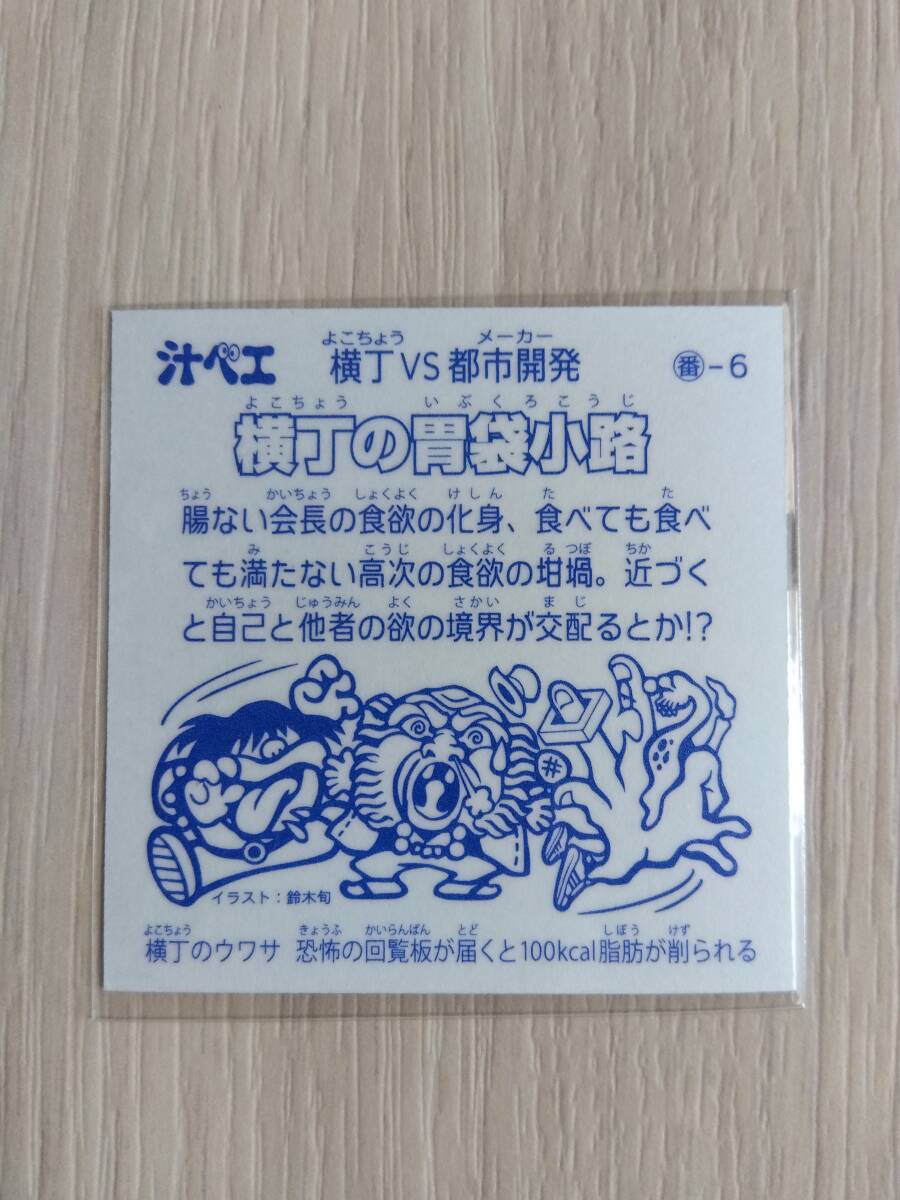 よこちょう メーカー
汁ペエ 横丁VS都市開発 番-6
よこちょう いぶくろこうじ
横丁の胃袋小路
ちょう かいちょう しょくよく けしん た た
腸ない会長の食欲の化身、食べても食べ
み こうじ しょくよく るつぼ ちか
ても満たない高次の食欲の坩堝。近づく
かいちょう じゅうみん よく さかい まじ
と自己と他者の欲の境界が交配るとか!?
#
イラスト:鈴木旬
よこちょう きょうふ かいらんばん とど しぼう けず
横丁のウワサ 恐怖の回覧板が届くと100kcal脂肪が削られる